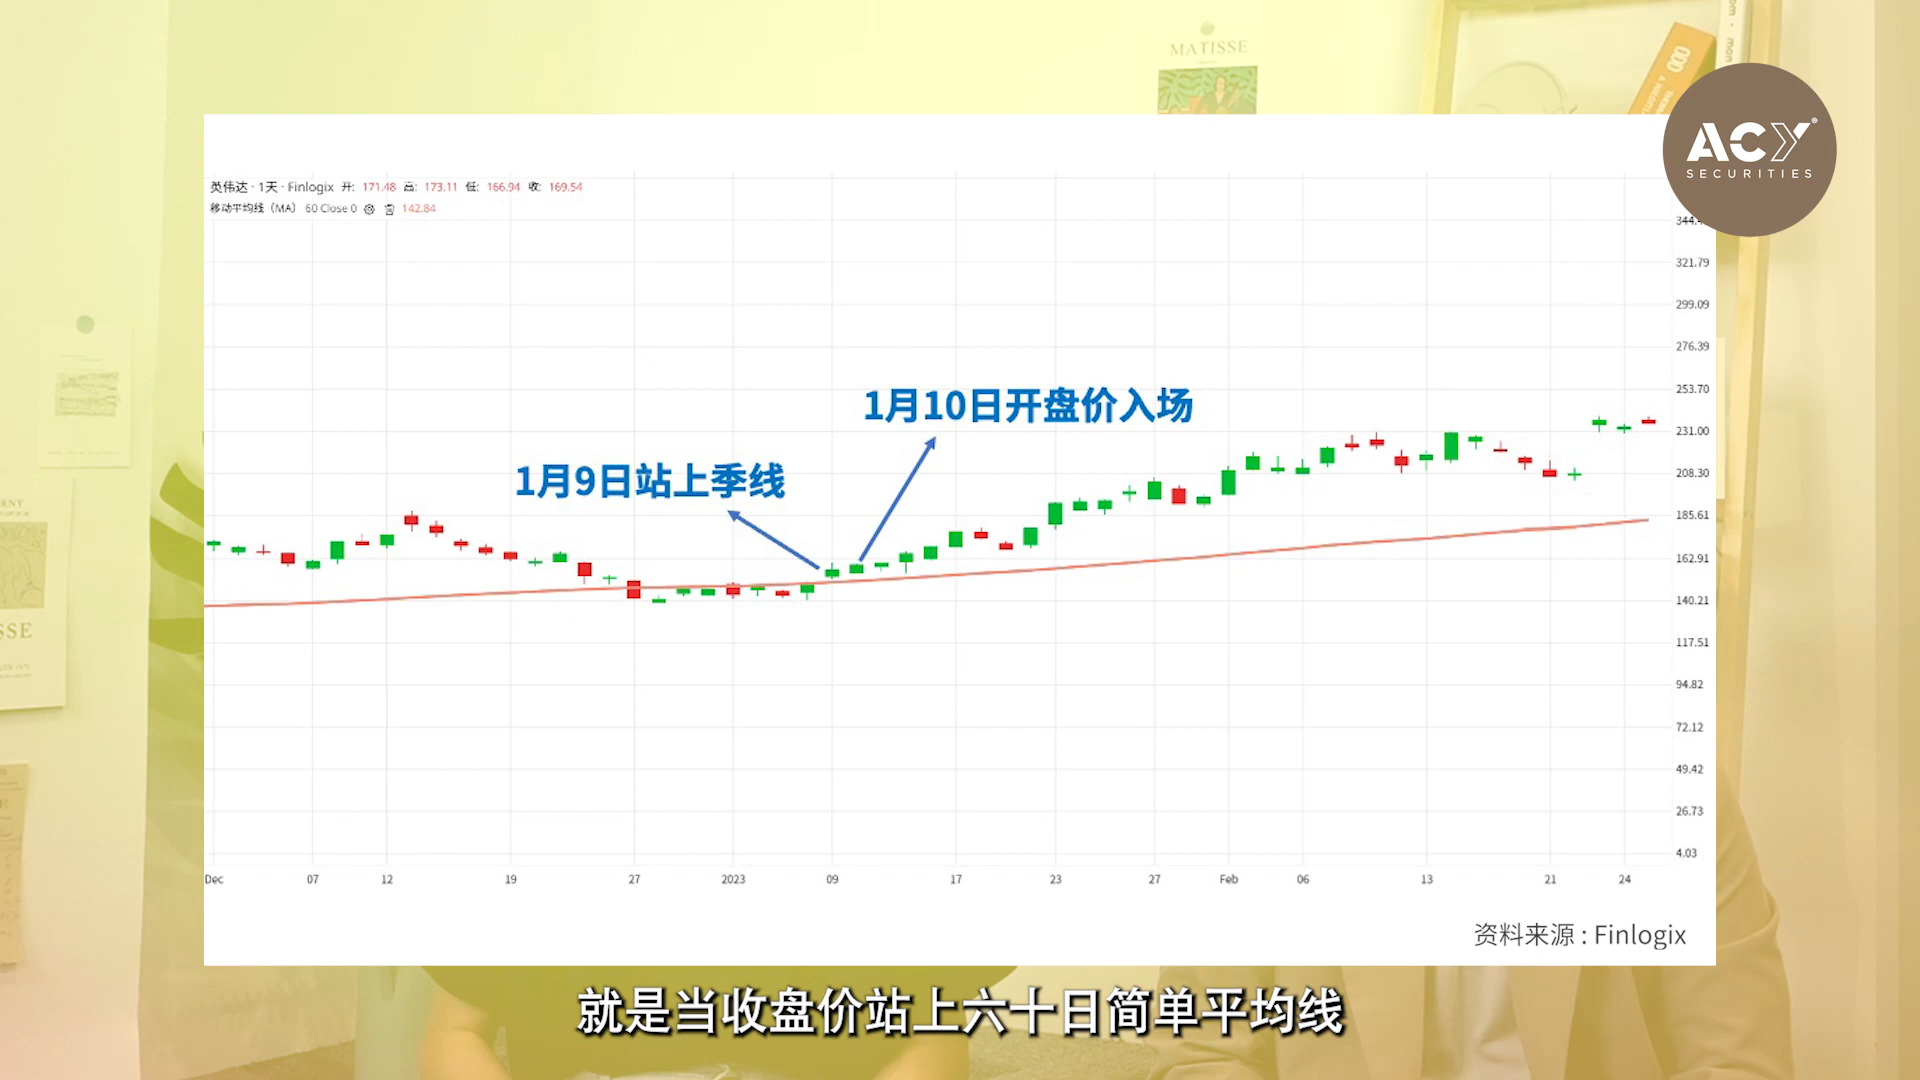 MATISSE
ACY
SECURITIES
英伟达 · 1天 · Finlogix 开: 171.48 高: 173.11 低: 166.94 收: 169.54
移动平均线（MA） 60 Close 0 142.84
321.79
299.09
276.39
253.70
1月10日开盘价入场
231.00
1月9日站上季线
208.30
185.61
162.91
140.21
117.51
94.82
72.12
49.42
26.73
4.03
Dec 07 12 19 27 2023 09 17 23 27 Feb 06 13 21 24
资料来源 : Finlogix
就是当收盘价站上六十日简单平均线